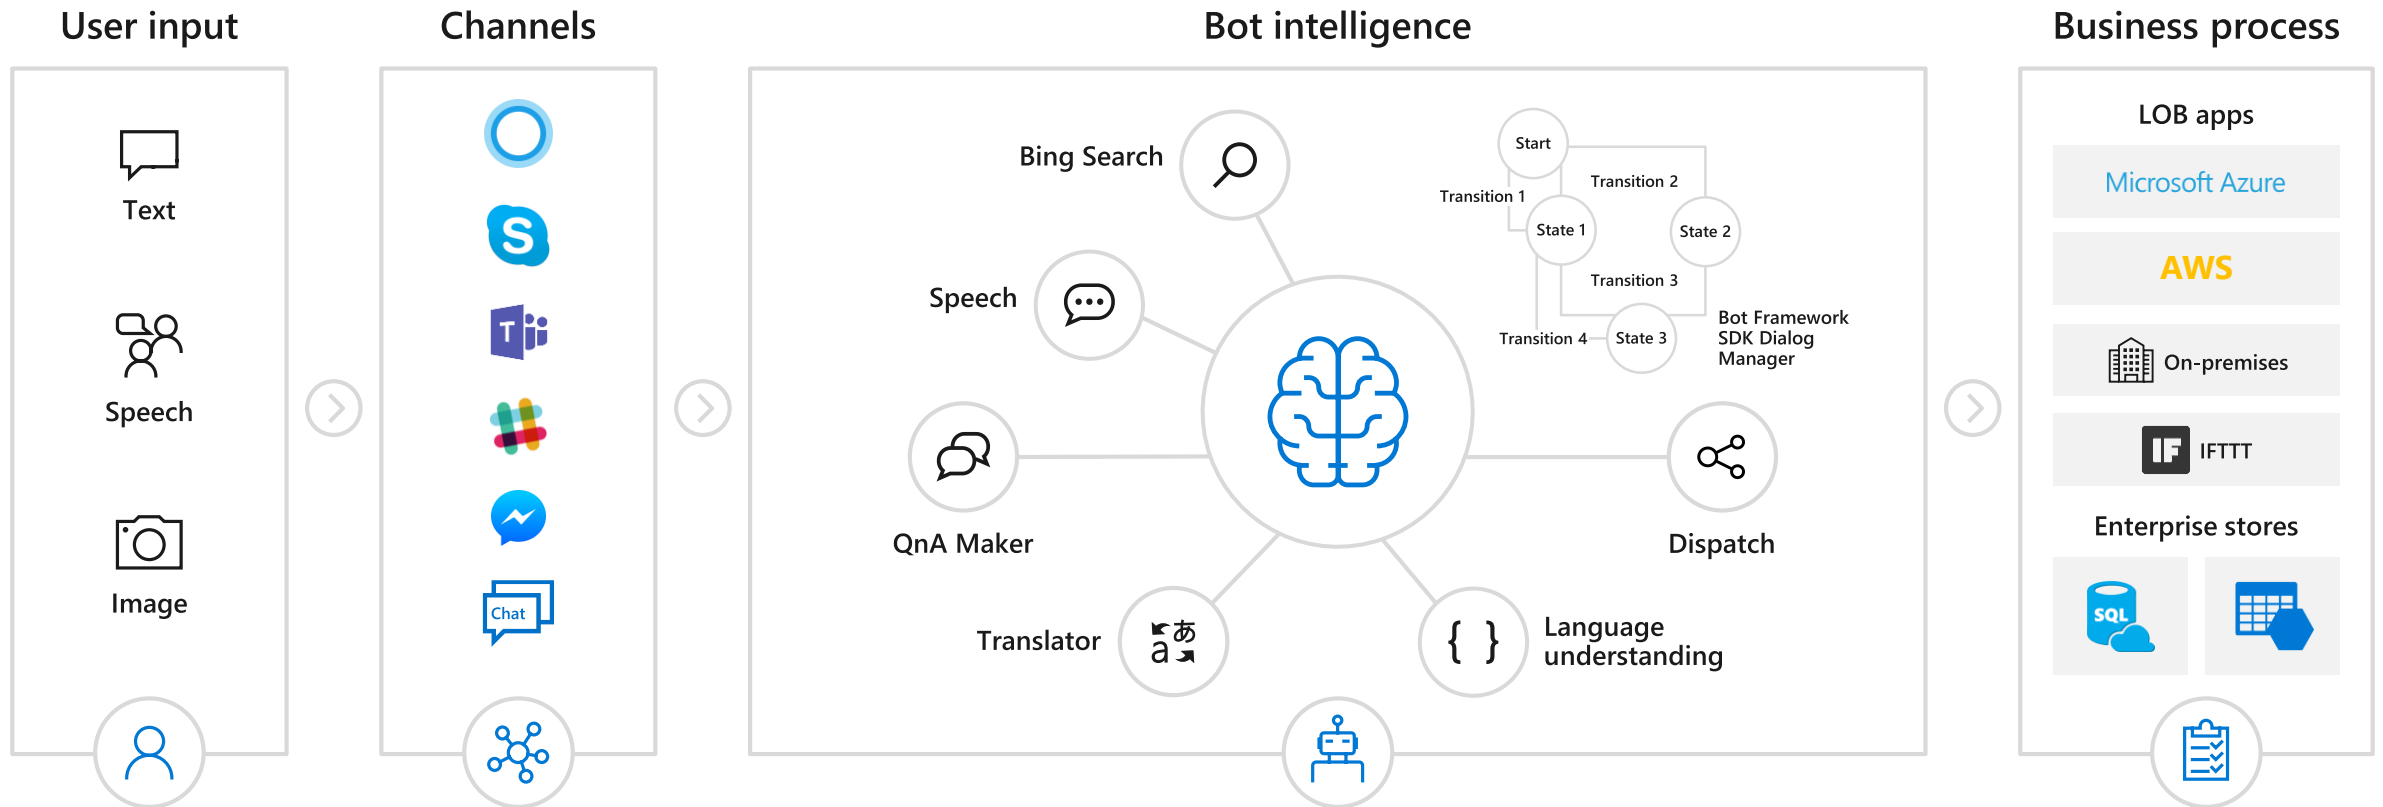 User input
Channels
Bot intelligence
Business process
Text
Speech
Image
S
T
Chat
Bing Search
Speech
QnA Maker
Translator
a
あ
{ }
Language
understanding
Dispatch
Start
Transition 1
Transition 2
State 1
State 2
Transition 3
Transition 4
State 3
Bot Framework
SDK Dialog
Manager
LOB apps
Microsoft Azure
AWS
On-premises
IF
IFTTT
Enterprise stores
SQL